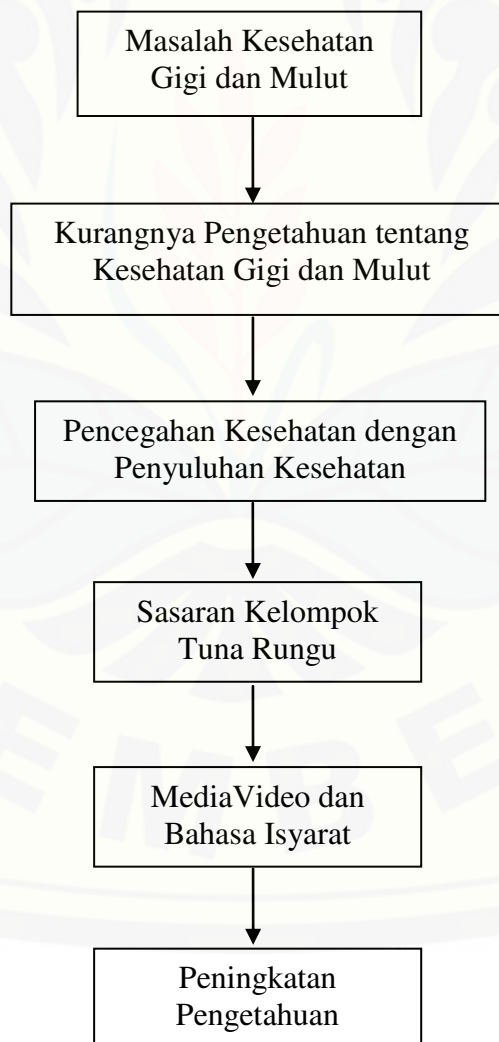 Masalah Kesehatan
Gigi dan Mulut
Kurangnya Pengetahuan tentang
Kesehatan Gigi dan Mulut
Pencegahan Kesehatan dengan
Penyuluhan Kesehatan
Sasaran Kelompok
Tuna Rungu
MediaVideo dan
Bahasa Isyarat
Peningkatan
Pengetahuan